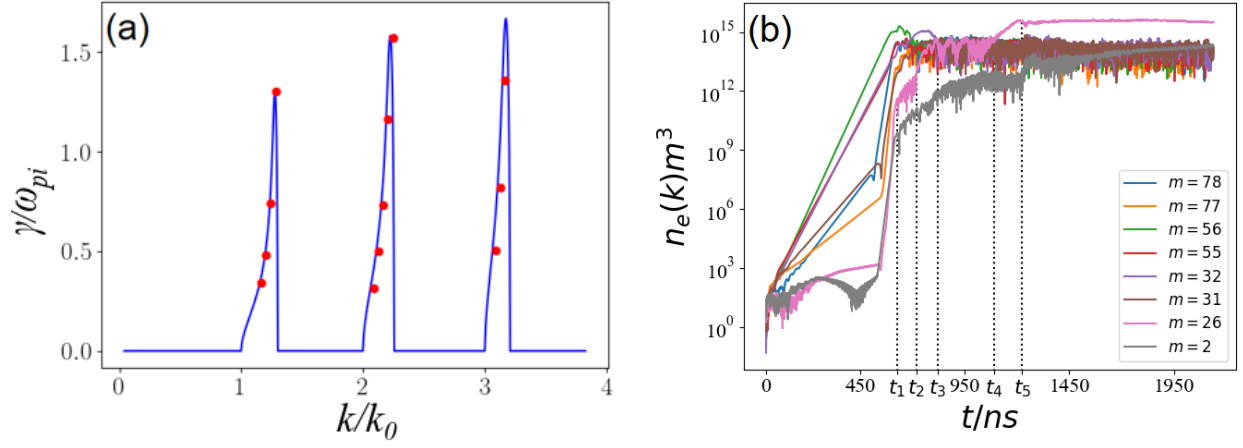 (a)
γ/ω_pi
1.5
1.0
0.5
0.0
0 1 2 3 4
k/k_0
(b)
n_e(k)m^3
10^15
10^12
10^9
10^6
10^3
10^0
m = 78
m = 77
m = 56
m = 55
m = 32
m = 31
m = 26
m = 2
0 450 950 1450 1950
t_1 t_2 t_3 t_4 t_5
t/ns